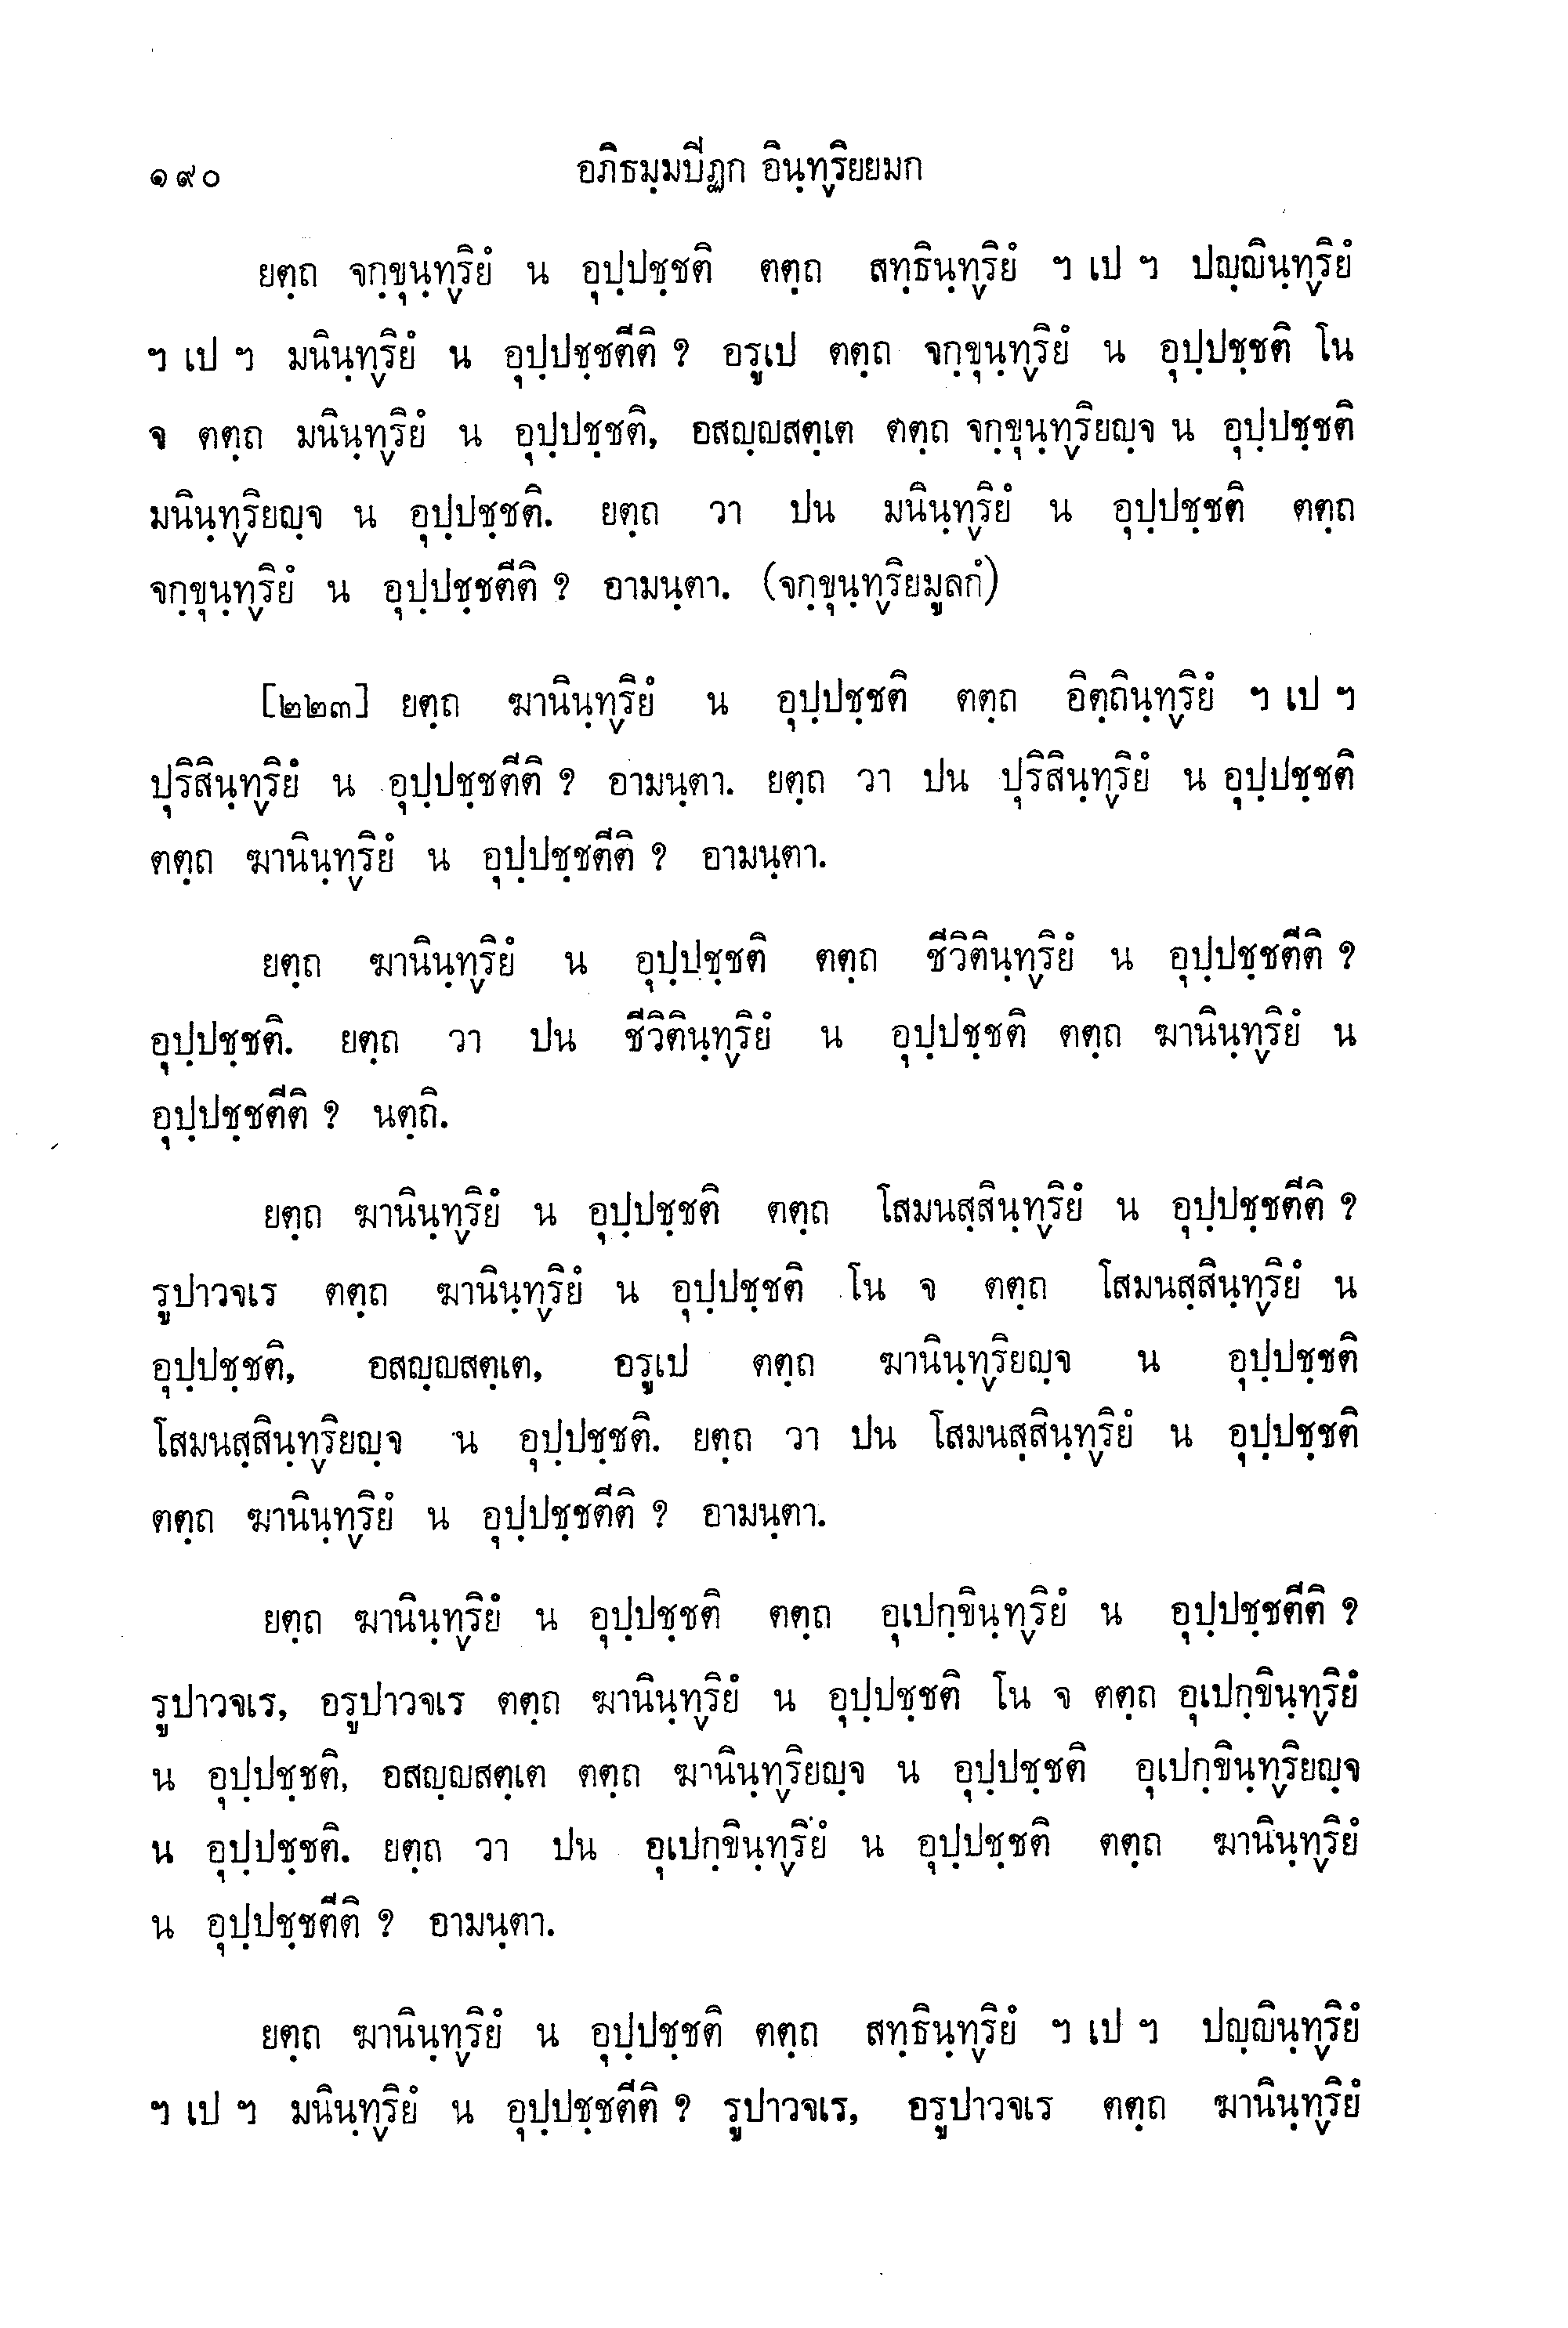 ๑๙๐ อภิธมฺมปีฏก อินฺทฺริยยมก
ยตฺถ จกฺขุนฺทฺริยํ น อุปฺปชฺชติ ตตฺถ สทฺธินฺทฺริยํ ฯ เป ฯ ปญฺญินฺทฺริยํ
ฯ เป ฯ มนินฺทฺริยํ น อุปฺปชฺชตีติ ? อรูเป ตตฺถ จกฺขุนฺทฺริยํ น อุปฺปชฺชติ โน
จ ตตฺถ มนินฺทฺริยํ น อุปฺปชฺชติ, อสญฺญสตฺเต ตตฺถ จกฺขุนฺทฺริยญฺจ น อุปฺปชฺชติ
มนินฺทฺริยญฺจ น อุปฺปชฺชติ. ยตฺถ วา ปน มนินฺทฺริยํ น อุปฺปชฺชติ ตตฺถ
จกฺขุนฺทฺริยํ น อุปฺปชฺชตีติ ? อามนฺตา. (จกฺขุนฺทฺริยมูลกํ)
[๒๒๓] ยตฺถ ฆานินฺทฺริยํ น อุปฺปชฺชติ ตตฺถ อิตฺถินฺทฺริยํ ฯ เป ฯ
ปุริสินฺทฺริยํ น อุปฺปชฺชตีติ ? อามนฺตา. ยตฺถ วา ปน ปุริสินฺทฺริยํ น อุปฺปชฺชติ
ตตฺถ ฆานินฺทฺริยํ น อุปฺปชฺชตีติ ? อามนฺตา.
ยตฺถ ฆานินฺทฺริยํ น อุปฺปชฺชติ ตตฺถ ชีวิตินฺทฺริยํ น อุปฺปชฺชตีติ ?
อุปฺปชฺชติ. ยตฺถ วา ปน ชีวิตินฺทฺริยํ น อุปฺปชฺชติ ตตฺถ ฆานินฺทฺริยํ น
อุปฺปชฺชตีติ ? นตฺถิ.
ยตฺถ ฆานินฺทฺริยํ น อุปฺปชฺชติ ตตฺถ โสมนสฺสินฺทฺริยํ น อุปฺปชฺชตีติ ?
รูปาวจเร ตตฺถ ฆานินฺทฺริยํ น อุปฺปชฺชติ โน จ ตตฺถ โสมนสฺสินฺทฺริยํ น
อุปฺปชฺชติ, อสญฺญสตฺเต, อรูเป ตตฺถ ฆานินฺทฺริยญฺจ น อุปฺปชฺชติ
โสมนสฺสินฺทฺริยญฺจ น อุปฺปชฺชติ. ยตฺถ วา ปน โสมนสฺสินฺทฺริยํ น อุปฺปชฺชติ
ตตฺถ ฆานินฺทฺริยํ น อุปฺปชฺชตีติ ? อามนฺตา.
ยตฺถ ฆานินฺทฺริยํ น อุปฺปชฺชติ ตตฺถ อุเปกฺขินฺทฺริยํ น อุปฺปชฺชตีติ ?
รูปาวจเร, อรูปาวจเร ตตฺถ ฆานินฺทฺริยํ น อุปฺปชฺชติ โน จ ตตฺถ อุเปกฺขินฺทฺริยํ
น อุปฺปชฺชติ, อสญฺญสตฺเต ตตฺถ ฆานินฺทฺริยญฺจ น อุปฺปชฺชติ อุเปกฺขินฺทฺริยญฺจ
น อุปฺปชฺชติ. ยตฺถ วา ปน อุเปกฺขินฺทฺริยํ น อุปฺปชฺชติ ตตฺถ ฆานินฺทฺริยํ
น อุปฺปชฺชตีติ ? อามนฺตา.
ยตฺถ ฆานินฺทฺริยํ น อุปฺปชฺชติ ตตฺถ สทฺธินฺทฺริยํ ฯ เป ฯ ปญฺญินฺทฺริยํ
ฯ เป ฯ มนินฺทฺริยํ น อุปฺปชฺชตีติ ? รูปาวจเร, อรูปาวจเร ตตฺถ ฆานินฺทฺริยํ